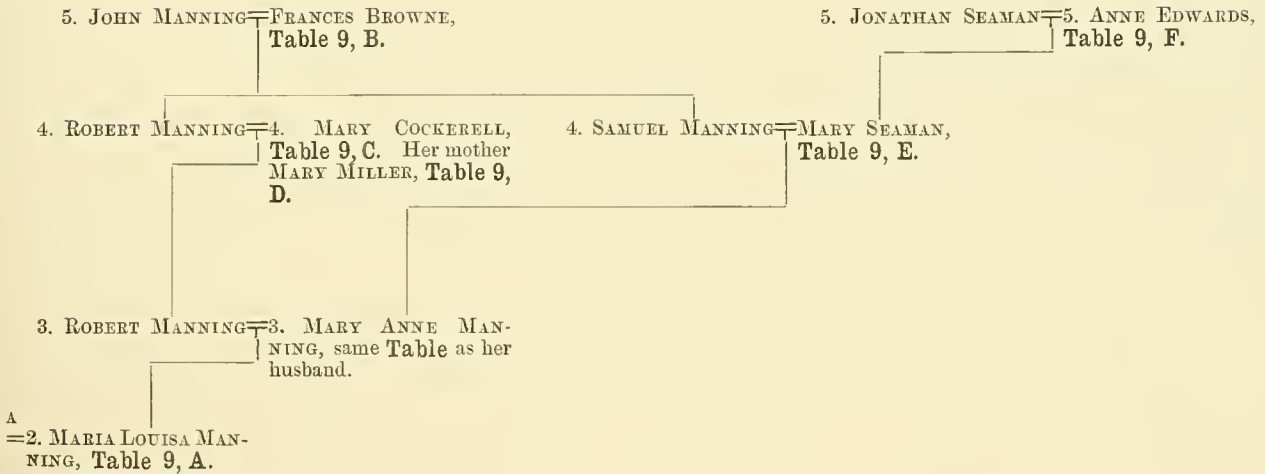 5. JOHN MANNING=FRANCES BROWNE,
Table 9, B.
5. JONATHAN SEAMAN=5. ANNE EDWARDS,
Table 9, F.
4. ROBERT MANNING=4. MARY COCKERELL,
Table 9, C. Her mother
MARY MILLER, Table 9,
D.
4. SAMUEL MANNING=MARY SEAMAN,
Table 9, E.
3. ROBERT MANNING=3. MARY ANNE MAN-
NING, same Table as her
husband.
A
=2. MARIA LOUISA MAN-
NING, Table 9, A.